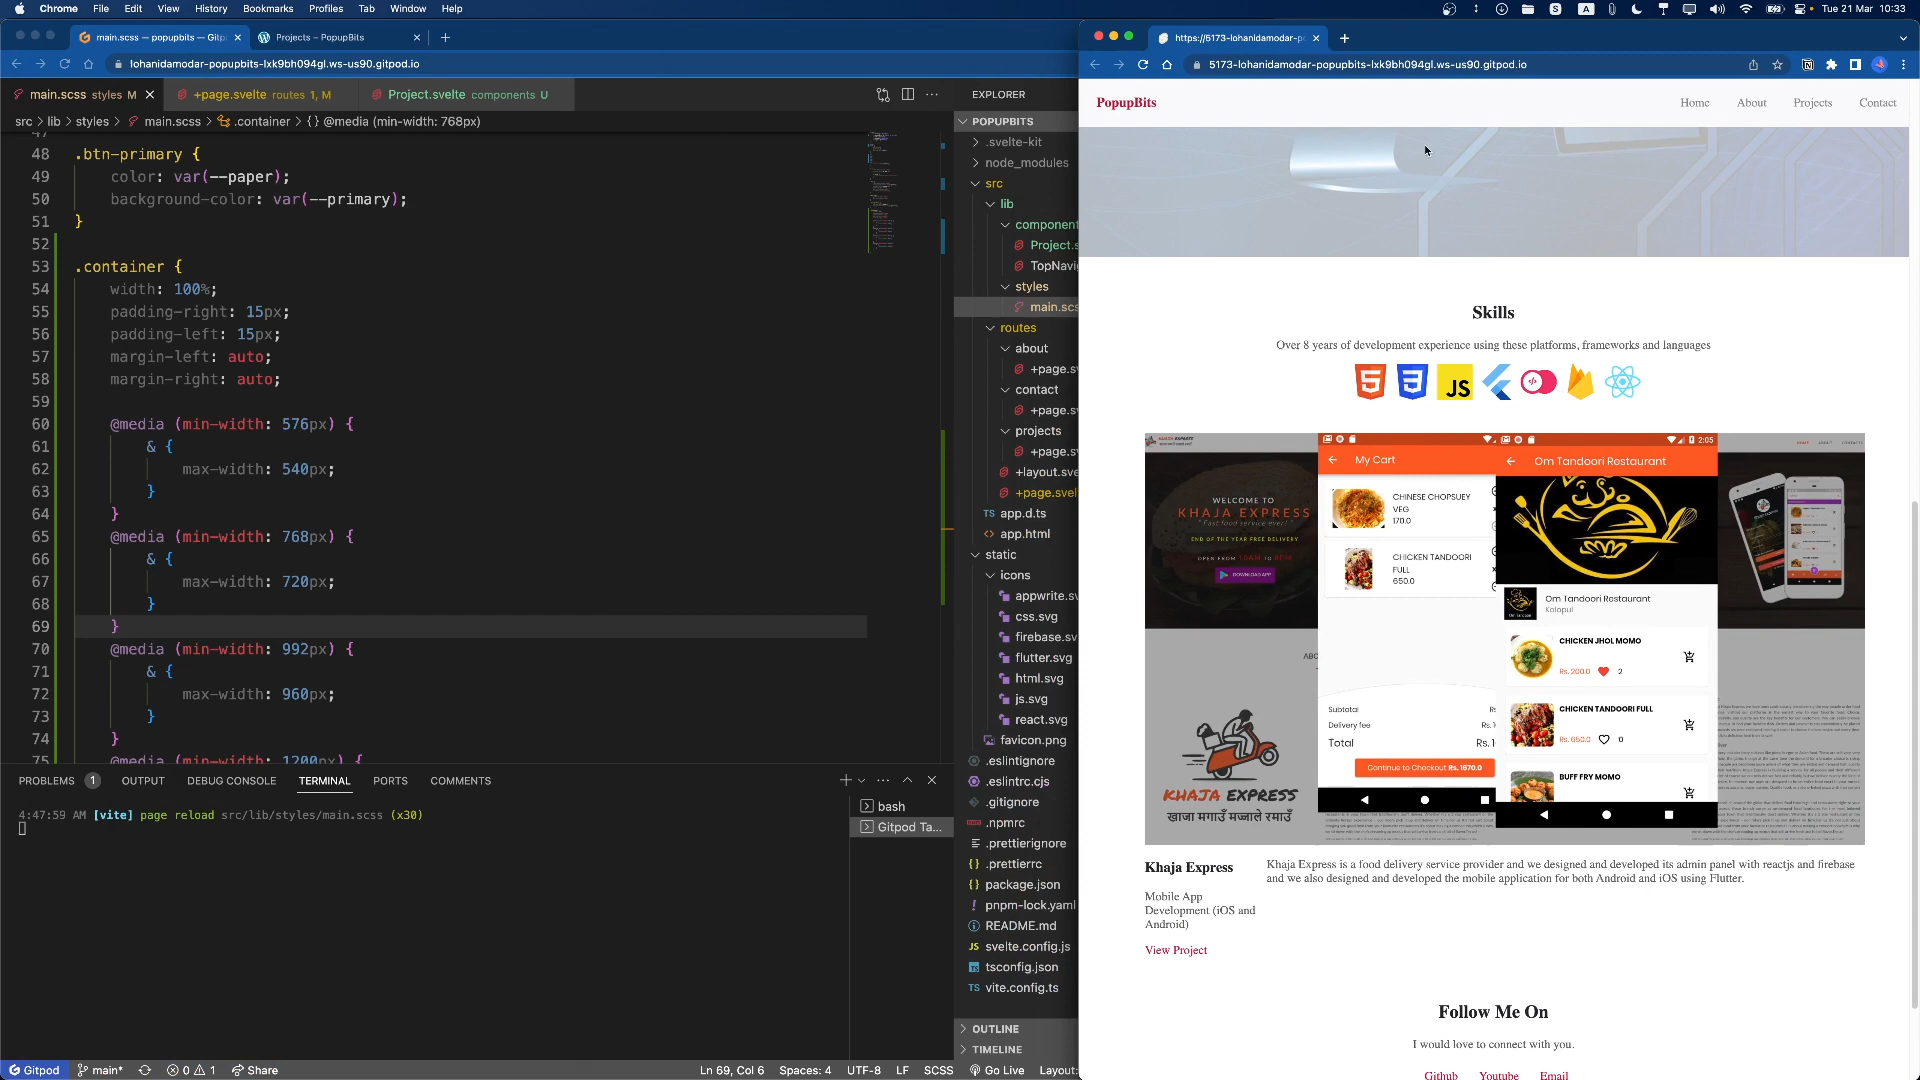 Chrome File Edit View History Bookmarks Profiles Tab Window Help
Tue 21 Mar 10:33
main.scss — popupbits — Gitp
Projects – PopupBits
lohanidamodar-popupbits-lxk9bh094gl.ws-us90.gitpod.io
main.scss styles M
+page.svelte routes 1, M
Project.svelte components U
src > lib > styles > main.scss > .container > {} @media (min-width: 768px)
47
48 .btn-primary {
49 color: var(--paper);
50 background-color: var(--primary);
51 }
52
53 .container {
54 width: 100%;
55 padding-right: 15px;
56 padding-left: 15px;
57 margin-left: auto;
58 margin-right: auto;
59
60 @media (min-width: 576px) {
61 & {
62 max-width: 540px;
63 }
64 }
65 @media (min-width: 768px) {
66 & {
67 max-width: 720px;
68 }
69 }
70 @media (min-width: 992px) {
71 & {
72 max-width: 960px;
73 }
74 }
75 @media (min-width: 1200px) {
PROBLEMS 1 OUTPUT DEBUG CONSOLE TERMINAL PORTS COMMENTS
4:47:59 AM [vite] page reload src/lib/styles/main.scss (x30)
bash
Gitpod Ta...
EXPLORER
POPUPBITS
.svelte-kit
node_modules
src
lib
component
Project.s
TopNavi
styles
main.scs
routes
about
+page.sv
contact
+page.sv
projects
+page.sv
+layout.sve
+page.svel
TS app.d.ts
<> app.html
static
icons
appwrite.sv
css.svg
firebase.sv
flutter.svg
html.svg
js.svg
react.svg
favicon.png
.eslintignore
.eslintrc.cjs
.gitignore
.npmrc
.prettierignore
{} .prettierrc
{} package.json
! pnpm-lock.yaml
README.md
JS svelte.config.js
tsconfig.json
TS vite.config.ts
OUTLINE
TIMELINE
Gitpod main* 0 1 Share Ln 69, Col 6 Spaces: 4 UTF-8 LF SCSS Go Live Layout:
https://5173-lohanidamodar-po
5173-lohanidamodar-popupbits-lxk9bh094gl.ws-us90.gitpod.io
PopupBits
Home About Projects Contact
Skills
Over 8 years of development experience using these platforms, frameworks and languages
JS
KHAJA EXPRESS
HOME ABOUT CONTACTS
WELCOME TO
KHAJA EXPRESS
" Fast food service ever! "
END OF THE YEAR FREE DELIVERY
OPEN FROM 10AM TO 8PM
DOWNLOAD APP
ABO
KHAJA EXPRESS
खाजा मगाउँ मज्जाले रमाउँ
My Cart
CHINESE CHOPSUEY
VEG
170.0
CHICKEN TANDOORI
FULL
650.0
Subtotal Rs
Delivery fee Rs.1
Total Rs. 1
Continue to Checkout Rs. 1670.0
2:05
Om Tandoori Restaurant
Om Tandoori Restaurant
Kalopul
CHICKEN JHOL MOMO
Rs. 200.0 2
CHICKEN TANDOORI FULL
Rs. 650.0 0
BUFF FRY MOMO
Khaja Express
Mobile App
Development (iOS and
Android)
View Project
Khaja Express is a food delivery service provider and we designed and developed its admin panel with reactjs and firebase
and we also designed and developed the mobile application for both Android and iOS using Flutter.
Follow Me On
I would love to connect with you.
Github Youtube Email